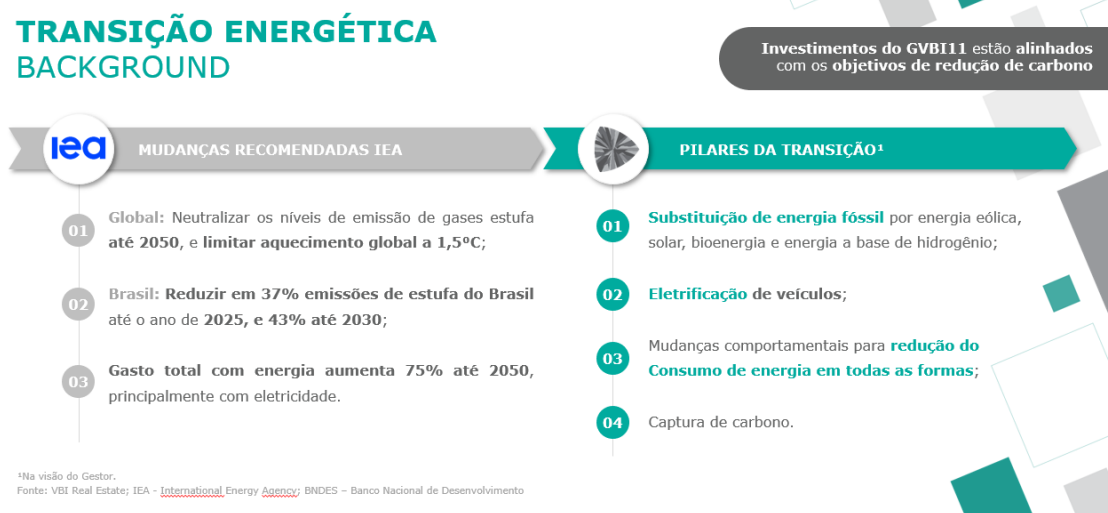 TRANSIÇÃO ENERGÉTICA
BACKGROUND
Investimentos do GVBI11 estão alinhados
com os objetivos de redução de carbono
iea
MUDANÇAS RECOMENDADAS IEA
01
Global: Neutralizar os níveis de emissão de gases estufa
até 2050, e limitar aquecimento global a 1,5ºC;
02
Brasil: Reduzir em 37% emissões de estufa do Brasil
até o ano de 2025, e 43% até 2030;
03
Gasto total com energia aumenta 75% até 2050,
principalmente com eletricidade.
PILARES DA TRANSIÇÃO¹
01
Substituição de energia fóssil por energia eólica,
solar, bioenergia e energia a base de hidrogênio;
02
Eletrificação de veículos;
03
Mudanças comportamentais para redução do
Consumo de energia em todas as formas;
04
Captura de carbono.
¹Na visão do Gestor.
Fonte: VBI Real Estate; IEA - International Energy Agency; BNDES – Banco Nacional de Desenvolvimento